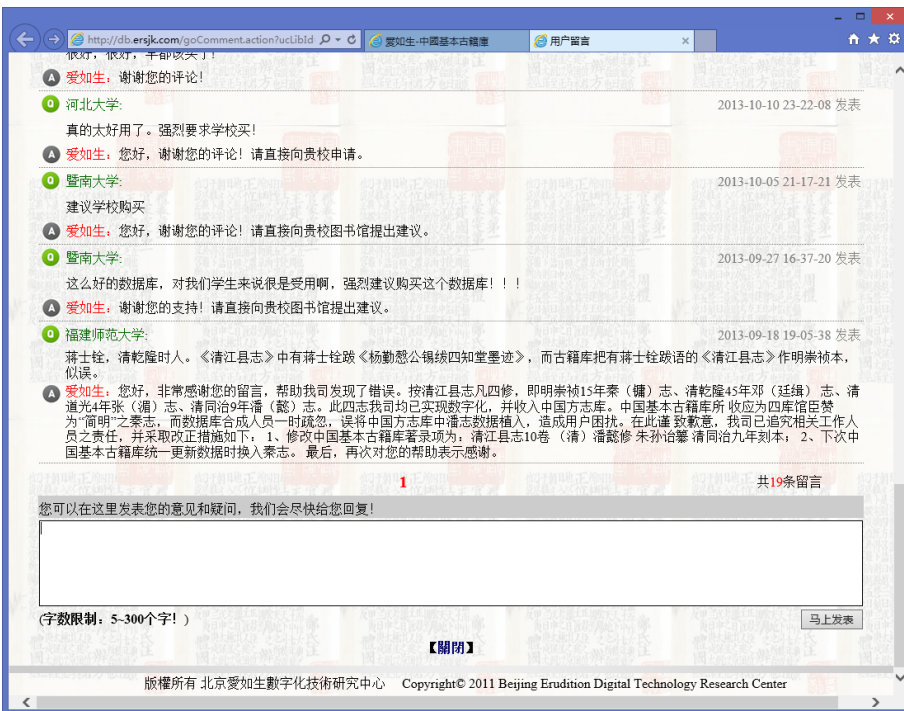 http://db.ersjk.com/goComment.action?ucLibId
愛如生-中國基本古籍庫
用户留言
很好，很好，早都该买了！
A 爱如生：谢谢您的评论！
Q 河北大学: 2013-10-10 23-22-08 发表
真的太好用了。强烈要求学校买！
A 爱如生：您好，谢谢您的评论！请直接向贵校申请。
Q 暨南大学: 2013-10-05 21-17-21 发表
建议学校购买
A 爱如生：您好，谢谢您的评论！请直接向贵校图书馆提出建议。
Q 暨南大学: 2013-09-27 16-37-20 发表
这么好的数据库，对我们学生来说很是受用啊，强烈建议购买这个数据库！！！
A 爱如生：谢谢您的支持！请直接向贵校图书馆提出建议。
Q 福建师范大学: 2013-09-18 19-05-38 发表
蒋士铨，清乾隆时人。《清江县志》中有蒋士铨跋《杨勤慤公锡绂四知堂墨迹》，而古籍库把有蒋士铨跋语的《清江县志》作明崇祯本，
似误。
A 爱如生：您好，非常感谢您的留言，帮助我司发现了错误。按清江县志凡四修，即明崇祯15年秦（镛）志、清乾隆45年邓（廷缉） 志、清
道光4年张（湄）志、清同治9年潘（懿）志。此四志我司均已实现数字化，并收入中国方志库。中国基本古籍库所 收应为四库馆臣赞
为“简明”之秦志，而数据库合成人员一时疏忽，误将中国方志库中潘志数据植入，造成用户困扰。在此谨 致歉意，我司已追究相关工作人
员之责任，并采取改正措施如下： 1、修改中国基本古籍库著录项为：清江县志10卷 （清）潘懿修 朱孙诒纂 清同治九年刻本； 2、下次中
国基本古籍库统一更新数据时换入秦志。 最后，再次对您的帮助表示感谢。
1 共19条留言
您可以在这里发表您的意见和疑问，我们会尽快给您回复！
(字数限制：5~300个字！) 马上发表
【關閉】
版權所有 北京愛如生數字化技術研究中心 Copyright© 2011 Beijing Erudition Digital Technology Research Center